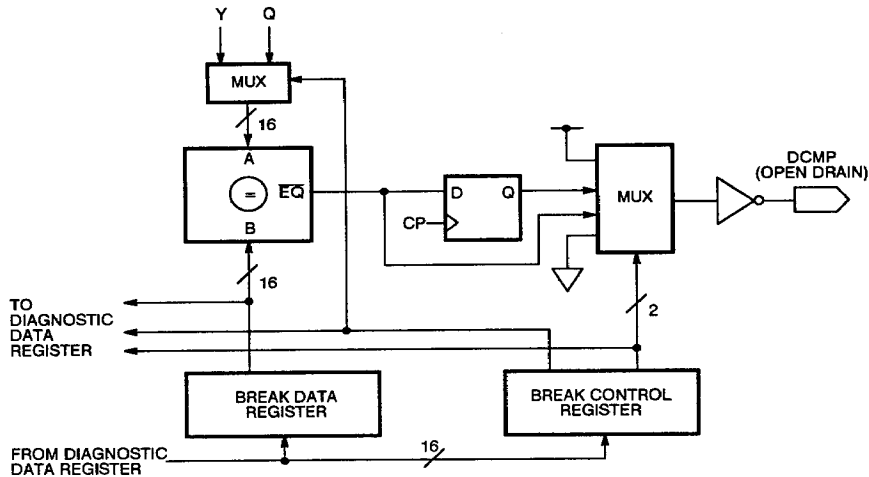 Y
Q
MUX
16
A
=
EQ
B
16
D
Q
CP
MUX
DCMP
(OPEN DRAIN)
2
TO
DIAGNOSTIC
DATA
REGISTER
BREAK DATA
REGISTER
BREAK CONTROL
REGISTER
FROM DIAGNOSTIC
DATA REGISTER
16